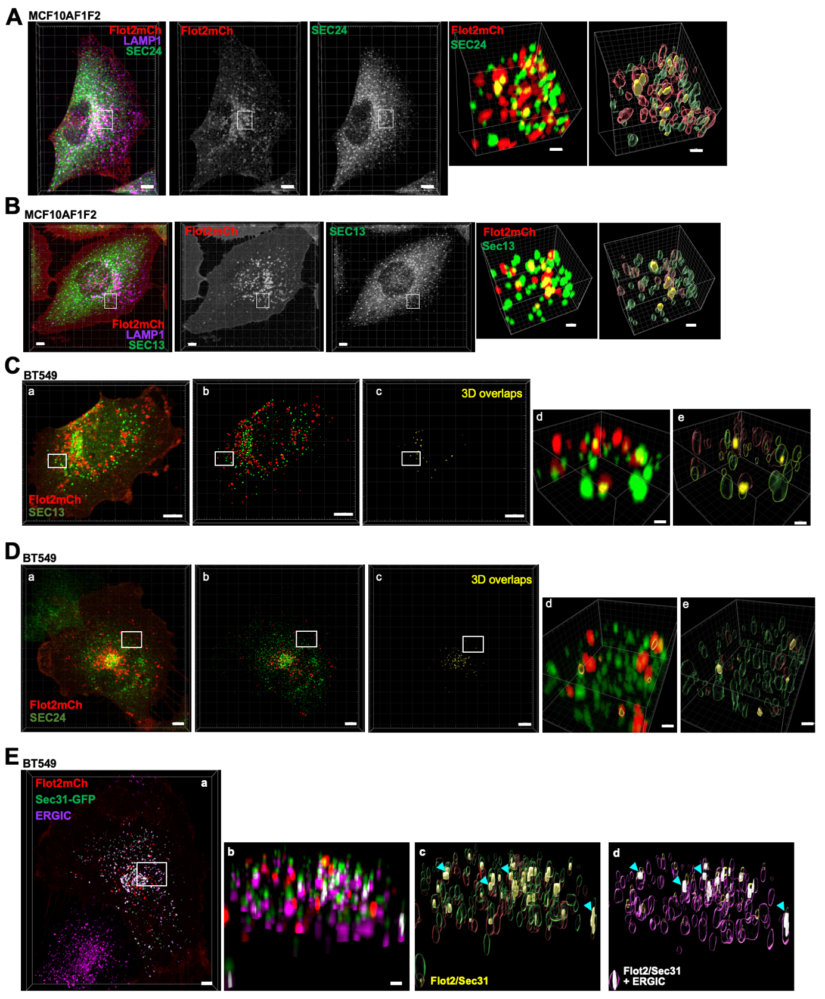 A
MCF10AF1F2
Flot2mCh
LAMP1
SEC24
Flot2mCh
SEC24
Flot2mCh
SEC24
B
MCF10AF1F2
Flot2mCh
LAMP1
SEC13
Flot2mCh
SEC13
Flot2mCh
Sec13
C
BT549
a
Flot2mCh
SEC13
b
c
3D overlaps
d
e
D
BT549
a
Flot2mCh
SEC24
b
c
3D overlaps
d
e
E
BT549
a
Flot2mCh
Sec31-GFP
ERGIC
b
c
Flot2/Sec31
d
Flot2/Sec31
+ ERGIC